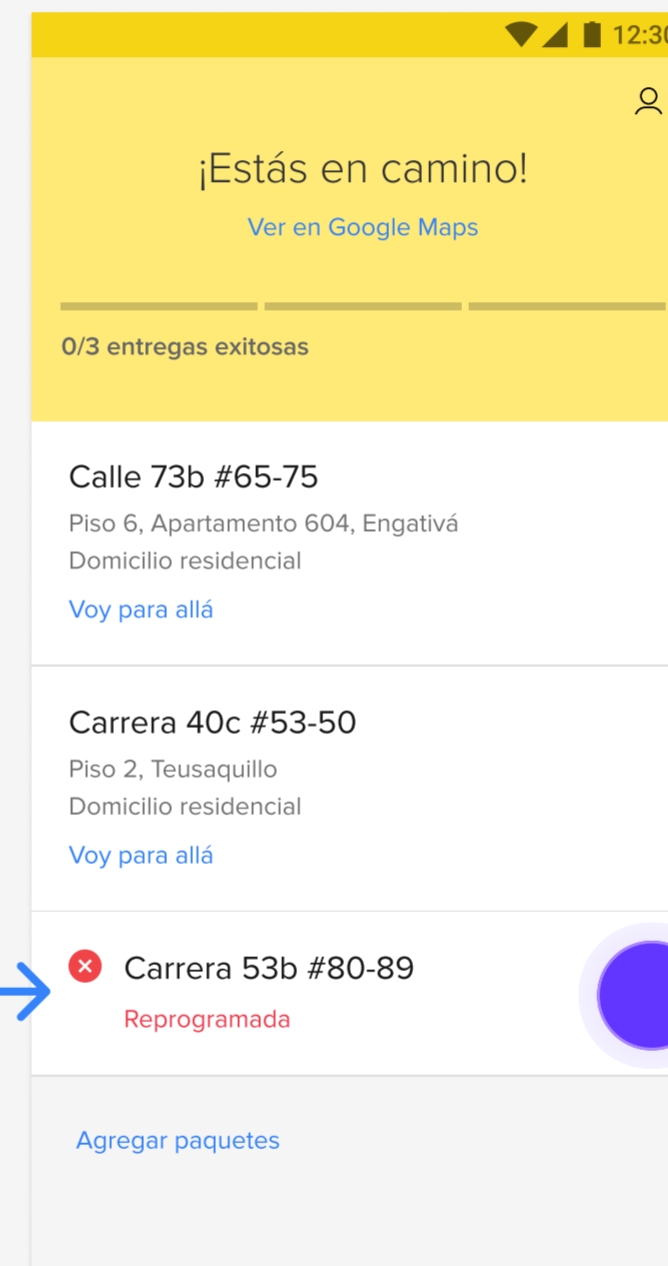 12:30
¡Estás en camino!
Ver en Google Maps
0/3 entregas exitosas
Calle 73b #65-75
Piso 6, Apartamento 604, Engativá
Domicilio residencial
Voy para allá
Carrera 40c #53-50
Piso 2, Teusaquillo
Domicilio residencial
Voy para allá
Carrera 53b #80-89
Reprogramada
Agregar paquetes